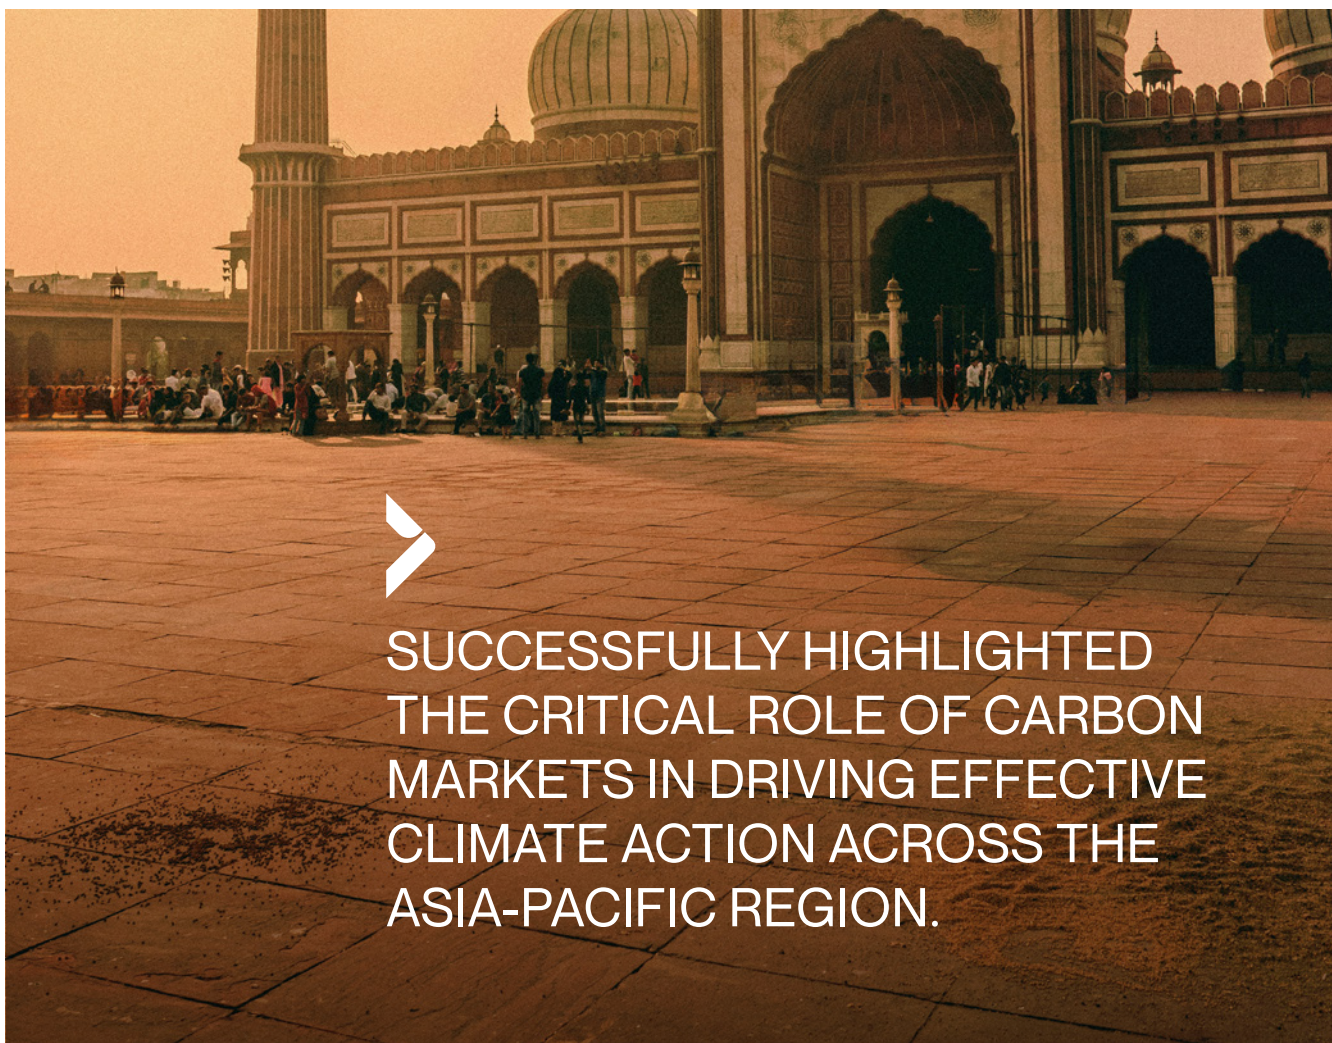 SUCCESSFULLY HIGHLIGHTED
THE CRITICAL ROLE OF CARBON
MARKETS IN DRIVING EFFECTIVE
CLIMATE ACTION ACROSS THE
ASIA-PACIFIC REGION.